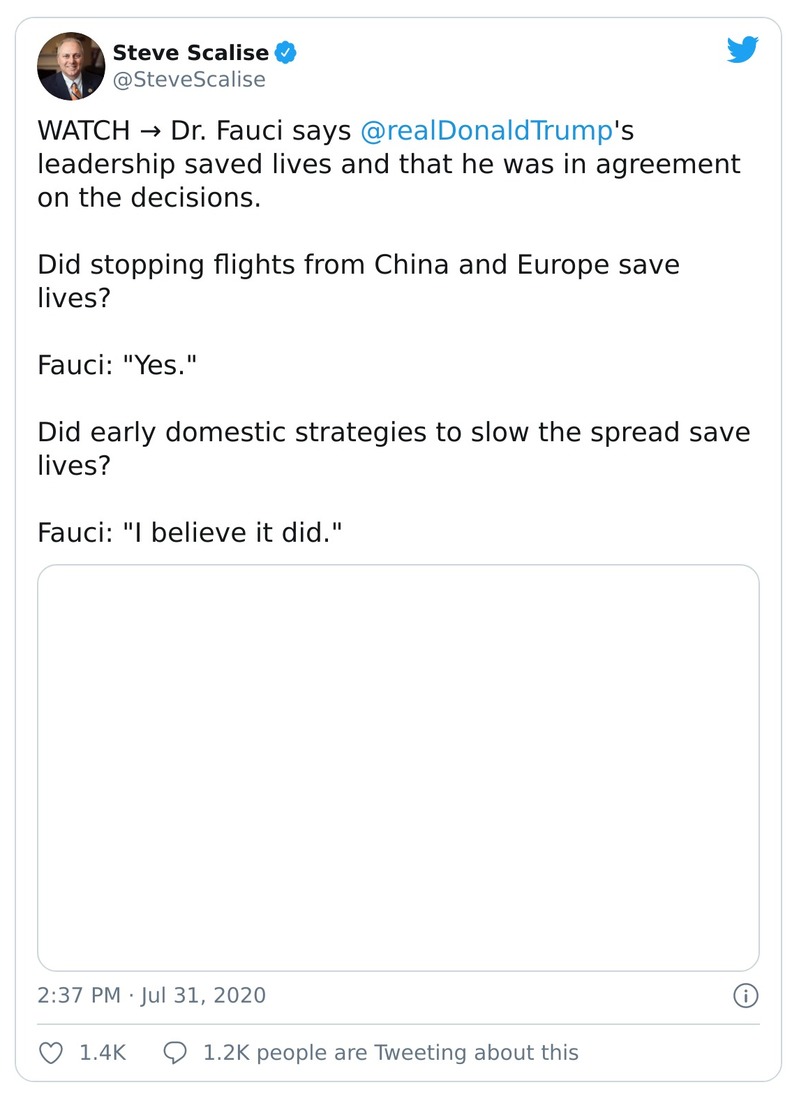 Steve Scalise
@SteveScalise
WATCH → Dr. Fauci says @realDonaldTrump's
leadership saved lives and that he was in agreement
on the decisions.
Did stopping flights from China and Europe save
lives?
Fauci: "Yes."
Did early domestic strategies to slow the spread save
lives?
Fauci: "I believe it did."
2:37 PM · Jul 31, 2020
1.4K 1.2K people are Tweeting about this